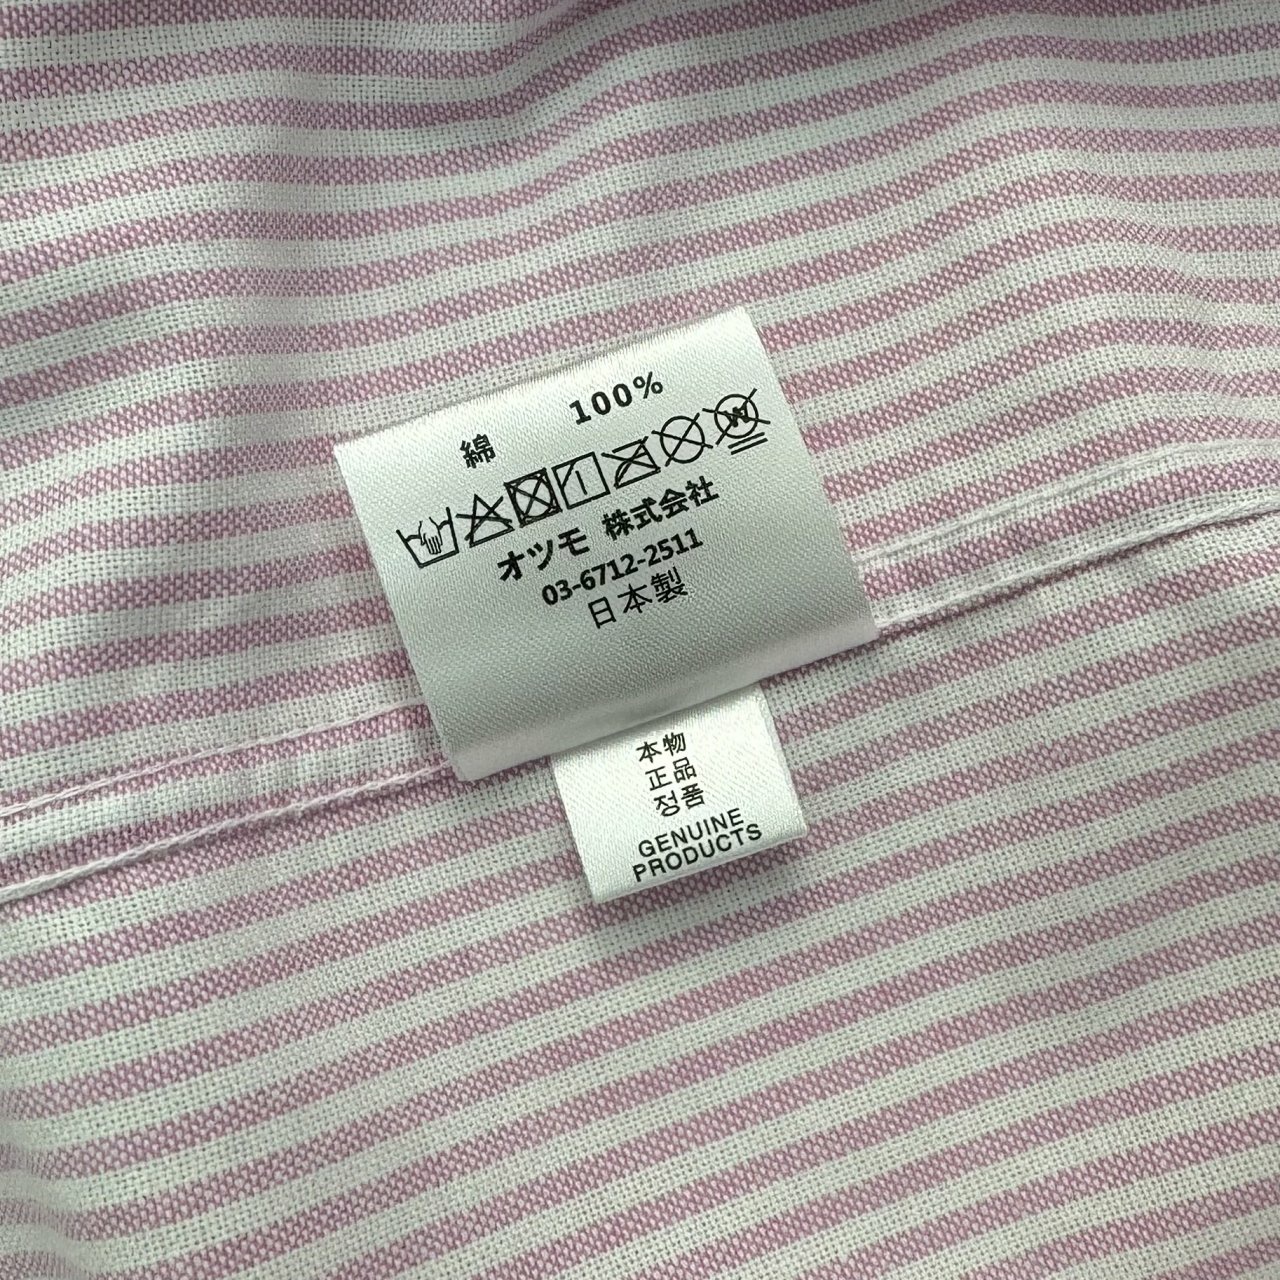 綿 100%
オツモ 株式会社
03-6712-2511
日本製
本物
正品
정품
GENUINE
PRODUCTS